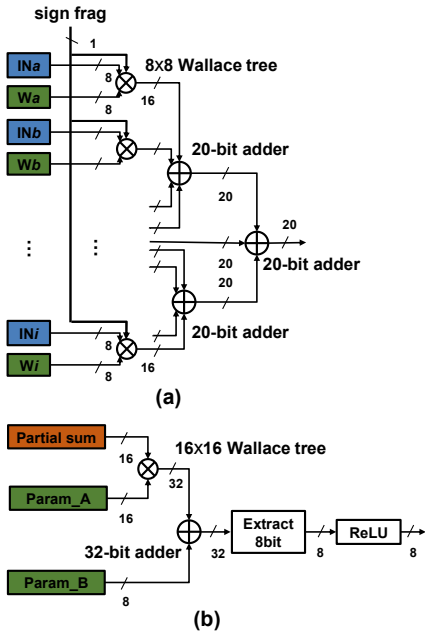 sign frag
1
INa
8
8x8 Wallace tree
Wa
8
16
INb
Wb
20-bit adder
20
20
20
20-bit adder
20
20
...
...
INi
8
20-bit adder
Wi
8
16
(a)
Partial sum
16
16x16 Wallace tree
32
Param_A
16
32-bit adder
32
Extract
8bit
8
ReLU
8
Param_B
8
(b)